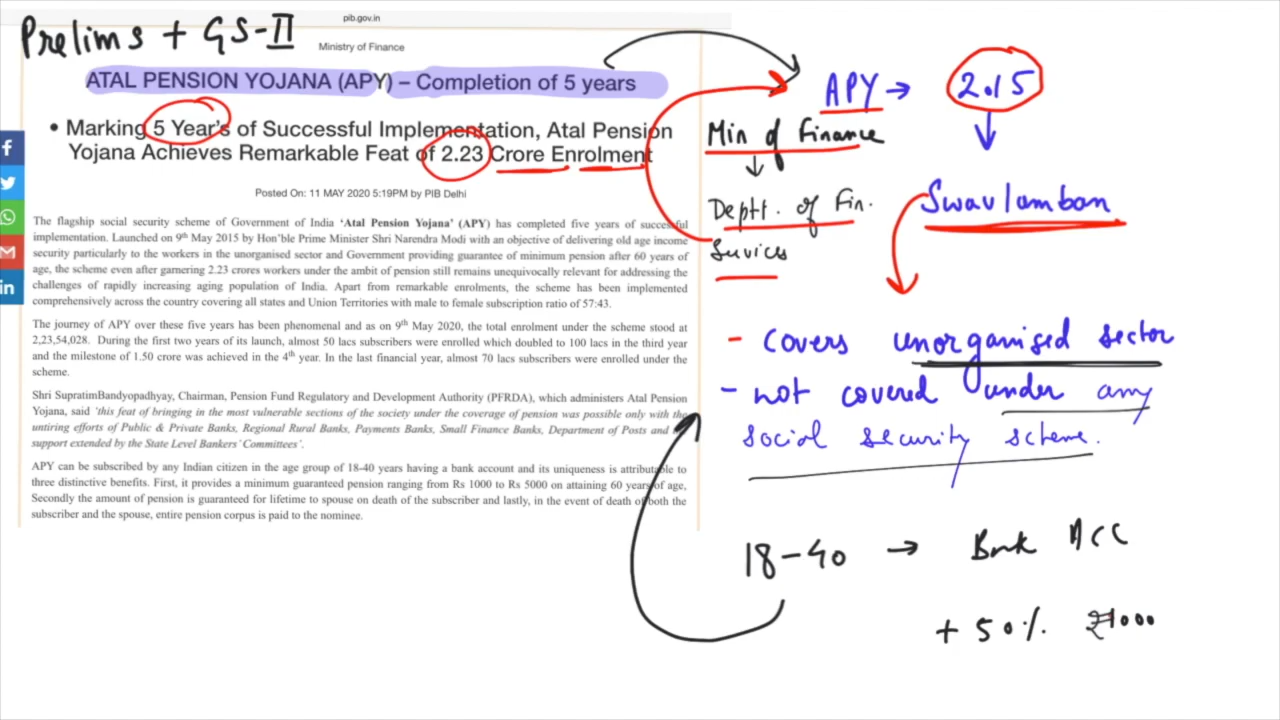 Prelims + GS-II
pib.gov.in
Ministry of Finance
ATAL PENSION YOJANA (APY) – Completion of 5 years
• Marking 5 Year's of Successful Implementation, Atal Pension
Yojana Achieves Remarkable Feat of 2.23 Crore Enrolment
Posted On: 11 MAY 2020 5:19PM by PIB Delhi
The flagship social security scheme of Government of India 'Atal Pension Yojana' (APY) has completed five years of successful
implementation. Launched on 9th May 2015 by Hon'ble Prime Minister Shri Narendra Modi with an objective of delivering old age income
security particularly to the workers in the unorganised sector and Government providing guarantee of minimum pension after 60 years of
age, the scheme even after garnering 2.23 crores workers under the ambit of pension still remains unequivocally relevant for addressing the
challenges of rapidly increasing aging population of India. Apart from remarkable enrolments, the scheme has been implemented
comprehensively across the country covering all states and Union Territories with male to female subscription ratio of 57:43.
The journey of APY over these five years has been phenomenal and as on 9th May 2020, the total enrolment under the scheme stood at
2,23,54,028. During the first two years of its launch, almost 50 lacs subscribers were enrolled which doubled to 100 lacs in the third year
and the milestone of 1.50 crore was achieved in the 4th year. In the last financial year, almost 70 lacs subscribers were enrolled under the
scheme.
Shri SupratimBandyopadhyay, Chairman, Pension Fund Regulatory and Development Authority (PFRDA), which administers Atal Pension
Yojana, said 'this feat of bringing in the most vulnerable sections of the society under the coverage of pension was possible only with the
untiring efforts of Public & Private Banks, Regional Rural Banks, Payments Banks, Small Finance Banks, Department of Posts and
support extended by the State Level Bankers' Committees'.
APY can be subscribed by any Indian citizen in the age group of 18-40 years having a bank account and its uniqueness is attributable to
three distinctive benefits. First, it provides a minimum guaranteed pension ranging from Rs 1000 to Rs 5000 on attaining 60 years of age,
Secondly the amount of pension is guaranteed for lifetime to spouse on death of the subscriber and lastly, in the event of death of both the
subscriber and the spouse, entire pension corpus is paid to the nominee.
APY → 2015
Min of Finance
Deptt. of Fin.
Suvics
Swavlamban
- covers unorganised sector
- not covered under any
social security scheme.
18-40 → Bank Acc
+ 50% ₹1000